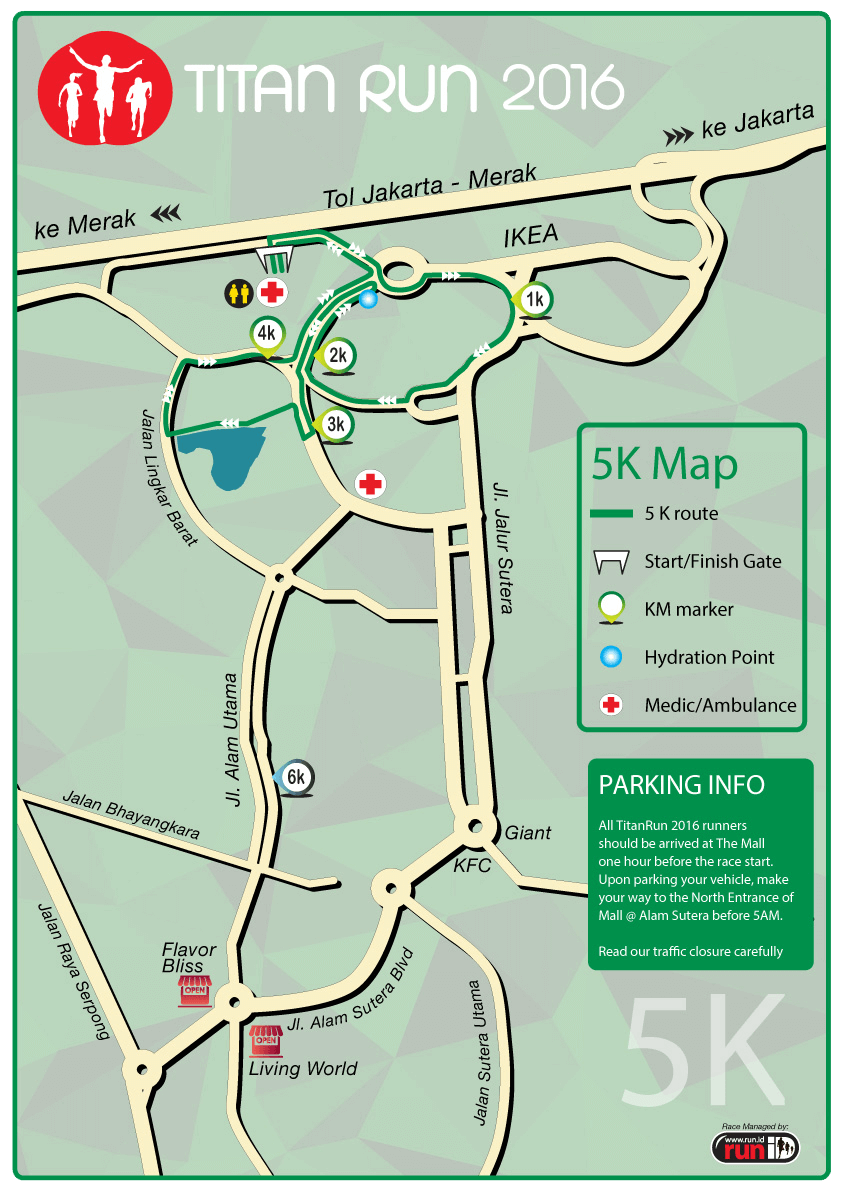 TITAN RUN 2016
ke Jakarta
Tol Jakarta - Merak
ke Merak
IKEA
1k
4k
2k
3k
Jalan Lingkar Barat
Jl. Jalur Sutera
5K Map
5 K route
Start/Finish Gate
KM marker
Hydration Point
Medic/Ambulance
Jl. Alam Utama
6k
Jalan Bhayangkara
Giant
KFC
PARKING INFO
All TitanRun 2016 runners
should be arrived at The Mall
one hour before the race start.
Upon parking your vehicle, make
your way to the North Entrance of
Mall @ Alam Sutera before 5AM.
Read our traffic closure carefully
Jalan Raya Serpong
Flavor
Bliss
OPEN
Jl. Alam Sutera Blvd
OPEN
Living World
Jalan Sutera Utama
5K
Race Managed by:
www.run.id
run iD